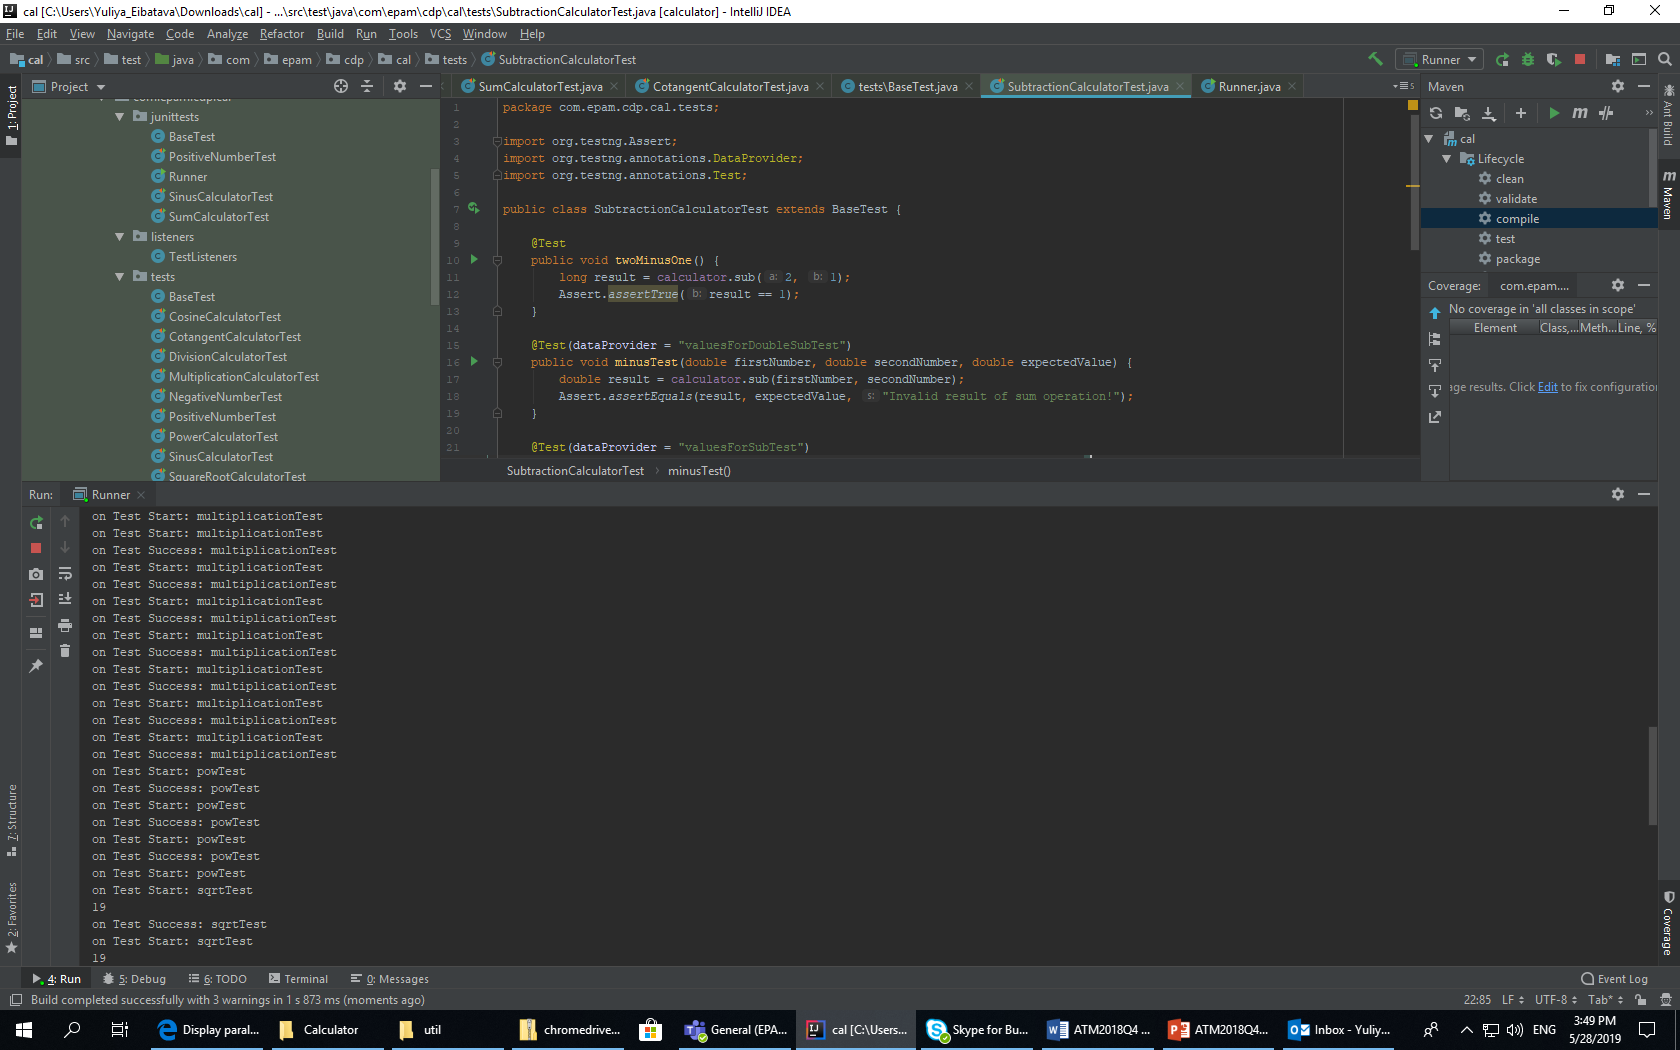 cal [C:\Users\Yuliya_Eibatava\Downloads\cal] - ...\src\test\java\com\epam\cdp\cal\tests\SubtractionCalculatorTest.java [calculator] - IntelliJ IDEA
File Edit View Navigate Code Analyze Refactor Build Run Tools VCS Window Help
cal src test java com epam cdp cal tests SubtractionCalculatorTest
Runner
1: Project
Project
junittests
BaseTest
PositiveNumberTest
Runner
SinusCalculatorTest
SumCalculatorTest
listeners
TestListeners
tests
BaseTest
CosineCalculatorTest
CotangentCalculatorTest
DivisionCalculatorTest
MultiplicationCalculatorTest
NegativeNumberTest
PositiveNumberTest
PowerCalculatorTest
SinusCalculatorTest
SquareRootCalculatorTest
SumCalculatorTest.java CotangentCalculatorTest.java tests\BaseTest.java SubtractionCalculatorTest.java Runner.java
5
1 package com.epam.cdp.cal.tests;
2
3 import org.testng.Assert;
4 import org.testng.annotations.DataProvider;
5 import org.testng.annotations.Test;
6
7 public class SubtractionCalculatorTest extends BaseTest {
8
9 @Test
10 public void twoMinusOne() {
11 long result = calculator.sub( a: 2, b: 1);
12 Assert.assertTrue( b: result == 1);
13 }
14
15 @Test(dataProvider = "valuesForDoubleSubTest")
16 public void minusTest(double firstNumber, double secondNumber, double expectedValue) {
17 double result = calculator.sub(firstNumber, secondNumber);
18 Assert.assertEquals(result, expectedValue, s: "Invalid result of sum operation!");
19 }
20
21 @Test(dataProvider = "valuesForSubTest")
SubtractionCalculatorTest minusTest()
Maven
cal
Lifecycle
clean
validate
compile
test
package
Coverage: com.epam....
No coverage in 'all classes in scope'
Element Class,... Meth... Line, %
age results. Click Edit to fix configuration
Ant Build
Maven
Coverage
Run: Runner
on Test Start: multiplicationTest
on Test Start: multiplicationTest
on Test Success: multiplicationTest
on Test Start: multiplicationTest
on Test Success: multiplicationTest
on Test Start: multiplicationTest
on Test Success: multiplicationTest
on Test Start: multiplicationTest
on Test Success: multiplicationTest
on Test Start: multiplicationTest
on Test Success: multiplicationTest
on Test Start: multiplicationTest
on Test Success: multiplicationTest
on Test Start: multiplicationTest
on Test Success: multiplicationTest
on Test Start: powTest
on Test Success: powTest
on Test Start: powTest
on Test Success: powTest
on Test Start: powTest
on Test Success: powTest
on Test Start: powTest
on Test Start: sqrtTest
19
on Test Success: sqrtTest
on Test Start: sqrtTest
19
7: Structure
2: Favorites
4: Run 5: Debug 6: TODO Terminal 0: Messages Event Log
Build completed successfully with 3 warnings in 1 s 873 ms (moments ago) 22:85 LF UTF-8 Tab*
Display paral... Calculator util chromedrive... General (EPA... cal [C:\Users... Skype for Bu... ATM2018Q4 ... ATM2018Q4... Inbox - Yuliy... ENG
3:49 PM
5/28/2019